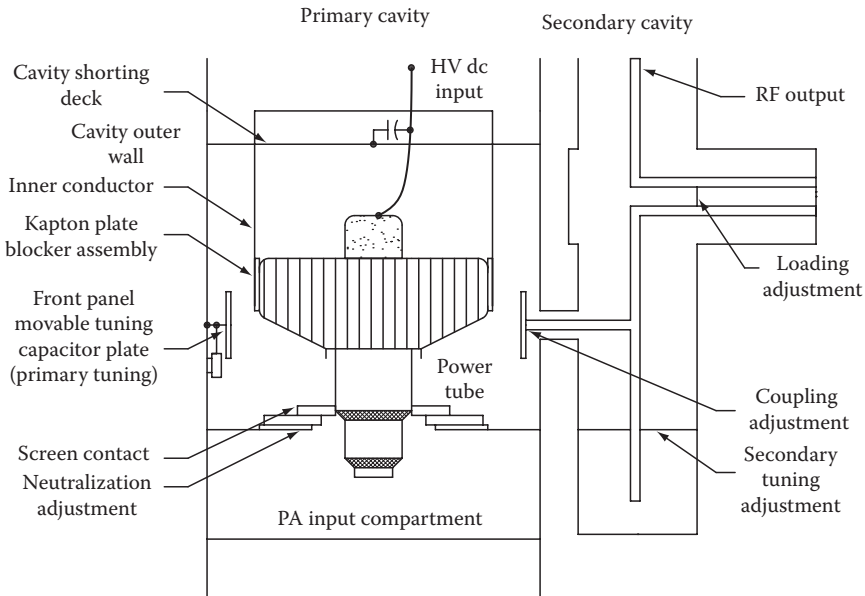 Primary cavity
Secondary cavity
Cavity shorting
deck
HV dc
input
RF output
Cavity outer
wall
Inner conductor
Kapton plate
blocker assembly
Loading
adjustment
Front panel
movable tuning
capacitor plate
(primary tuning)
Power
tube
Coupling
adjustment
Screen contact
Neutralization
adjustment
Secondary
tuning
adjustment
PA input compartment